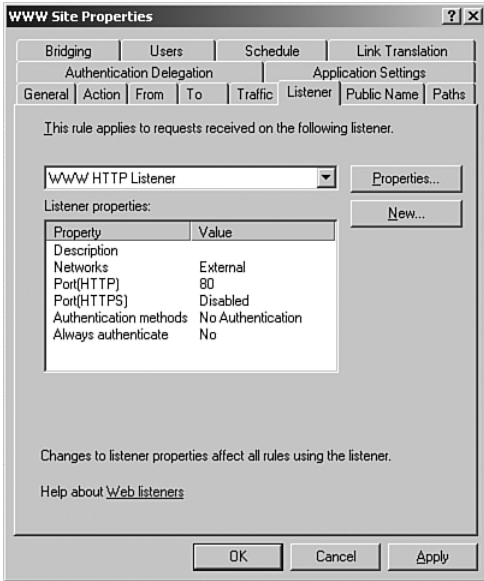 WWW Site Properties
Bridging Users Schedule Link Translation
Authentication Delegation Application Settings
General Action From To Traffic Listener Public Name Paths
This rule applies to requests received on the following listener.
WWW HTTP Listener Properties...
Listener properties: New...
Property Value
Description
Networks External
Port(HTTP) 80
Port(HTTPS) Disabled
Authentication methods No Authentication
Always authenticate No
Changes to listener properties affect all rules using the listener.
Help about Web listeners
OK Cancel Apply